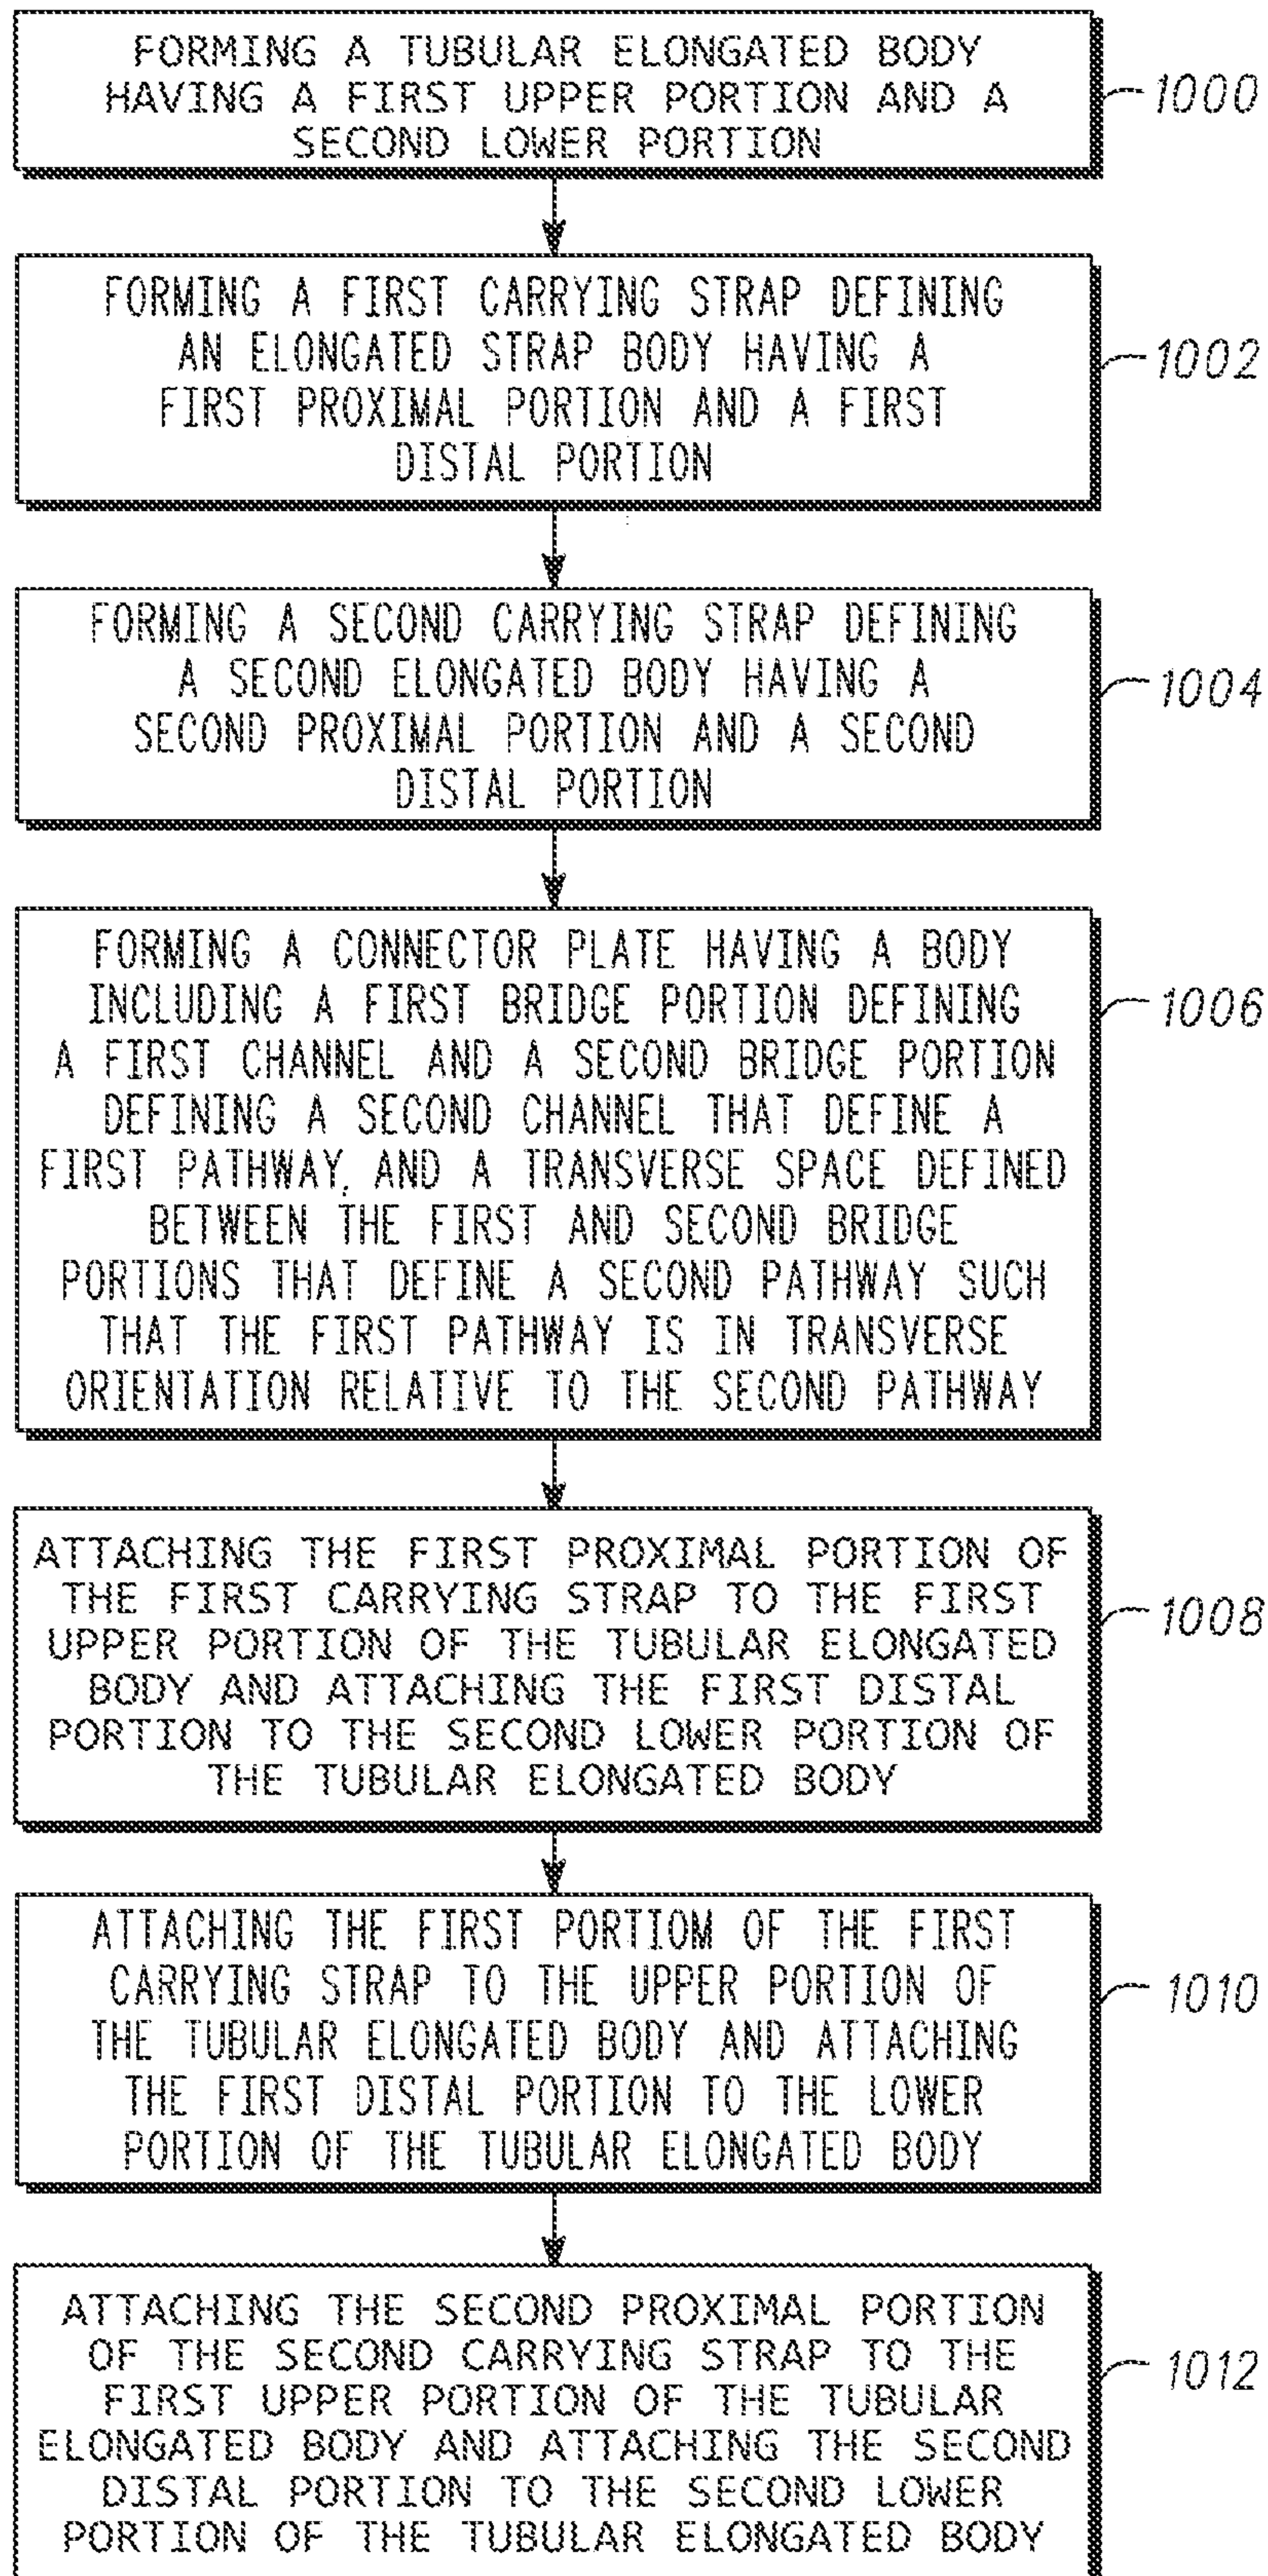 FORMING A TUBULAR ELONGATED BODY
HAVING A FIRST UPPER PORTION AND A
SECOND LOWER PORTION
1000
FORMING A FIRST CARRYING STRAP DEFINING
AN ELONGATED STRAP BODY HAVING A
FIRST PROXIMAL PORTION AND A FIRST
DISTAL PORTION
1002
FORMING A SECOND CARRYING STRAP DEFINING
A SECOND ELONGATED BODY HAVING A
SECOND PROXIMAL PORTION AND A SECOND
DISTAL PORTION
1004
FORMING A CONNECTOR PLATE HAVING A BODY
INCLUDING A FIRST BRIDGE PORTION DEFINING
A FIRST CHANNEL AND A SECOND BRIDGE PORTION
DEFINING A SECOND CHANNEL THAT DEFINE A
FIRST PATHWAY, AND A TRANSVERSE SPACE DEFINED
BETWEEN THE FIRST AND SECOND BRIDGE
PORTIONS THAT DEFINE A SECOND PATHWAY SUCH
THAT THE FIRST PATHWAY IS IN TRANSVERSE
ORIENTATION RELATIVE TO THE SECOND PATHWAY
1006
ATTACHING THE FIRST PROXIMAL PORTION OF
THE FIRST CARRYING STRAP TO THE FIRST
UPPER PORTION OF THE TUBULAR ELONGATED
BODY AND ATTACHING THE FIRST DISTAL
PORTION TO THE SECOND LOWER PORTION OF
THE TUBULAR ELONGATED BODY
1008
ATTACHING THE FIRST PORTIOM OF THE FIRST
CARRYING STRAP TO THE UPPER PORTION OF
THE TUBULAR ELONGATED BODY AND ATTACHING
THE FIRST DISTAL PORTION TO THE LOWER
PORTION OF THE TUBULAR ELONGATED BODY
1010
ATTACHING THE SECOND PROXIMAL PORTION
OF THE SECOND CARRYING STRAP TO THE
FIRST UPPER PORTION OF THE TUBULAR
ELONGATED BODY AND ATTACHING THE SECOND
DISTAL PORTION TO THE SECOND LOWER
PORTION OF THE TUBULAR ELONGATED BODY
1012